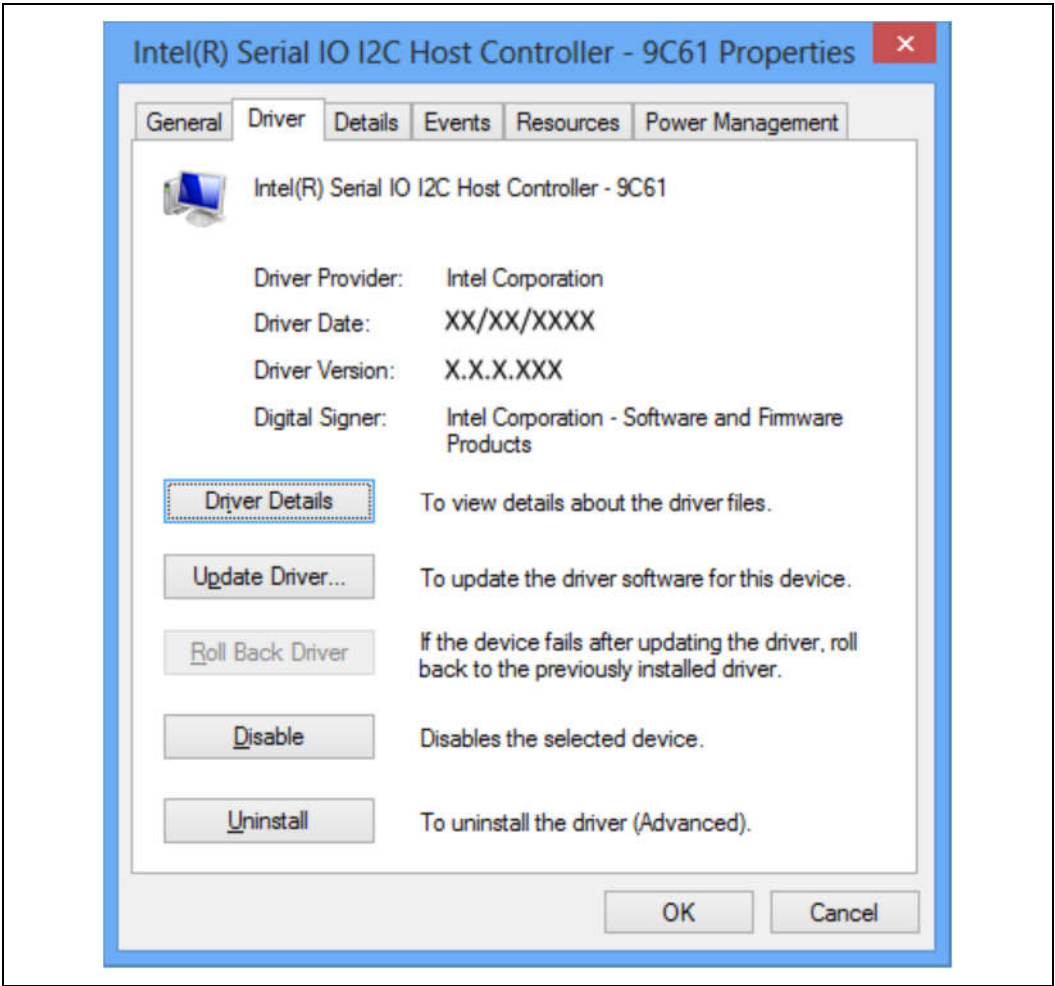 Intel(R) Serial IO I2C Host Controller - 9C61 Properties
General Driver Details Events Resources Power Management
Intel(R) Serial IO I2C Host Controller - 9C61
Driver Provider: Intel Corporation
Driver Date: XX/XX/XXXX
Driver Version: X.X.X.XXX
Digital Signer: Intel Corporation - Software and Firmware
Products
Driver Details To view details about the driver files.
Update Driver... To update the driver software for this device.
Roll Back Driver If the device fails after updating the driver, roll
back to the previously installed driver.
Disable Disables the selected device.
Uninstall To uninstall the driver (Advanced).
OK Cancel